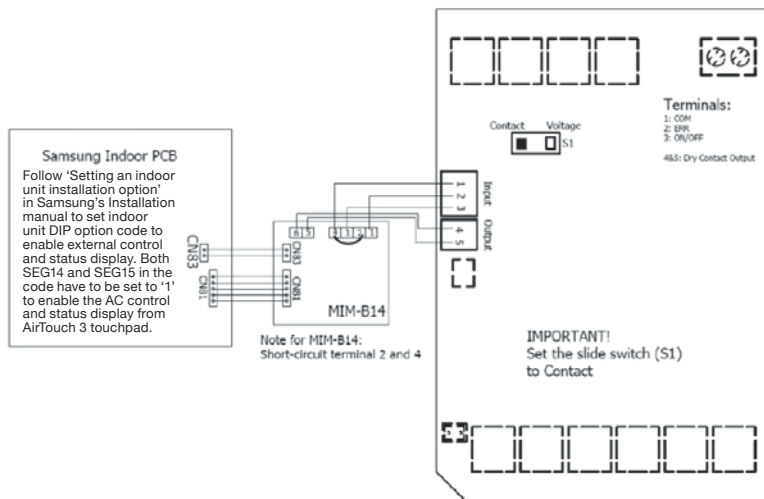 Samsung Indoor PCB
Follow ‘Setting an indoor
unit installation option’
in Samsung’s Installation
manual to set indoor
unit DIP option code to
enable external control
and status display. Both
SEG14 and SEG15 in the
code have to be set to ‘1’
to enable the AC control
and status display from
AirTouch 3 touchpad.
CN83
CN81
CN83
CN81
6 5
3 2 1
MIM-B14
Note for MIM-B14:
Short-circuit terminal 2 and 4
Contact Voltage
S1
1
2
3
Input
4
5
Output
Terminals:
1: COM
2: ERR
3: ON/OFF
4&5: Dry Contact Output
IMPORTANT!
Set the slide switch (S1)
to Contact